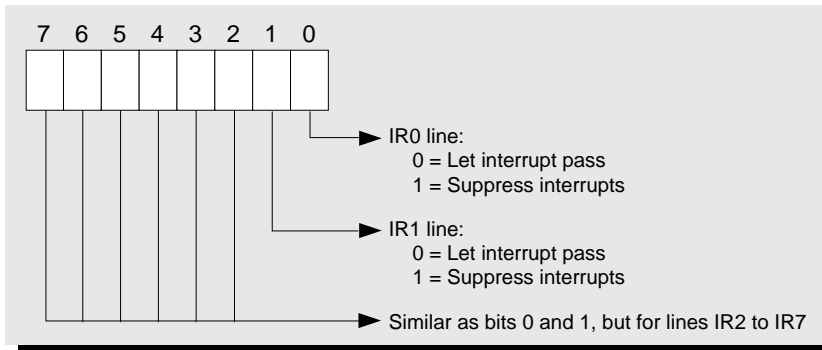 7 6 5 4 3 2 1 0
IR0 line:
0 = Let interrupt pass
1 = Suppress interrupts
IR1 line:
0 = Let interrupt pass
1 = Suppress interrupts
Similar as bits 0 and 1, but for lines IR2 to IR7